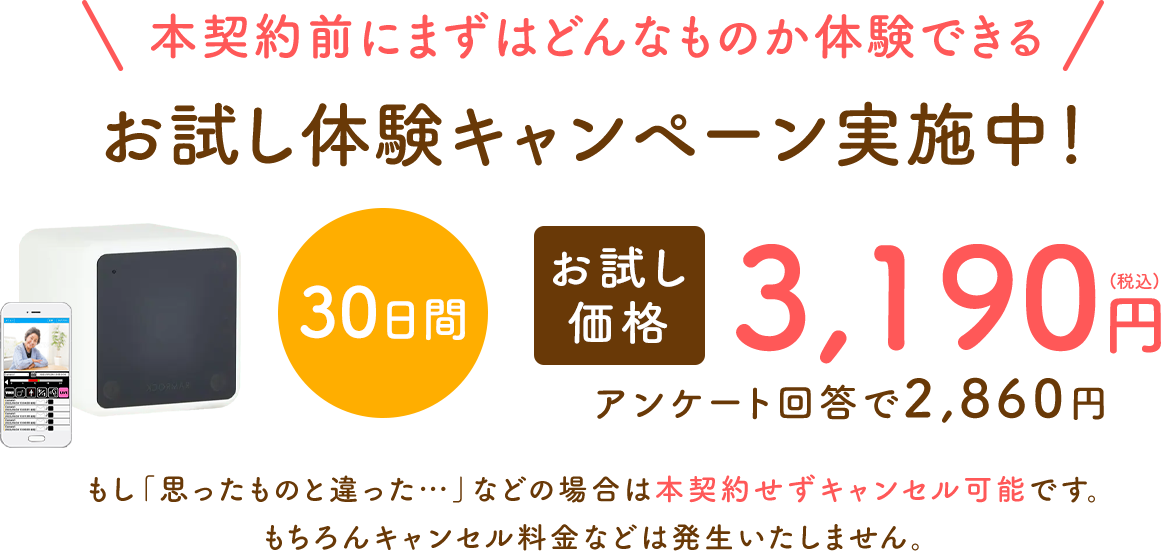 本契約前にまずはどんなものか体験できる
お試し体験キャンペーン実施中！
30日間
お試し
価格
3,190円
（税込）
アンケート回答で2,860円
もし「思ったものと違った…」などの場合は本契約せずキャンセル可能です。
もちろんキャンセル料金などは発生いたしません。